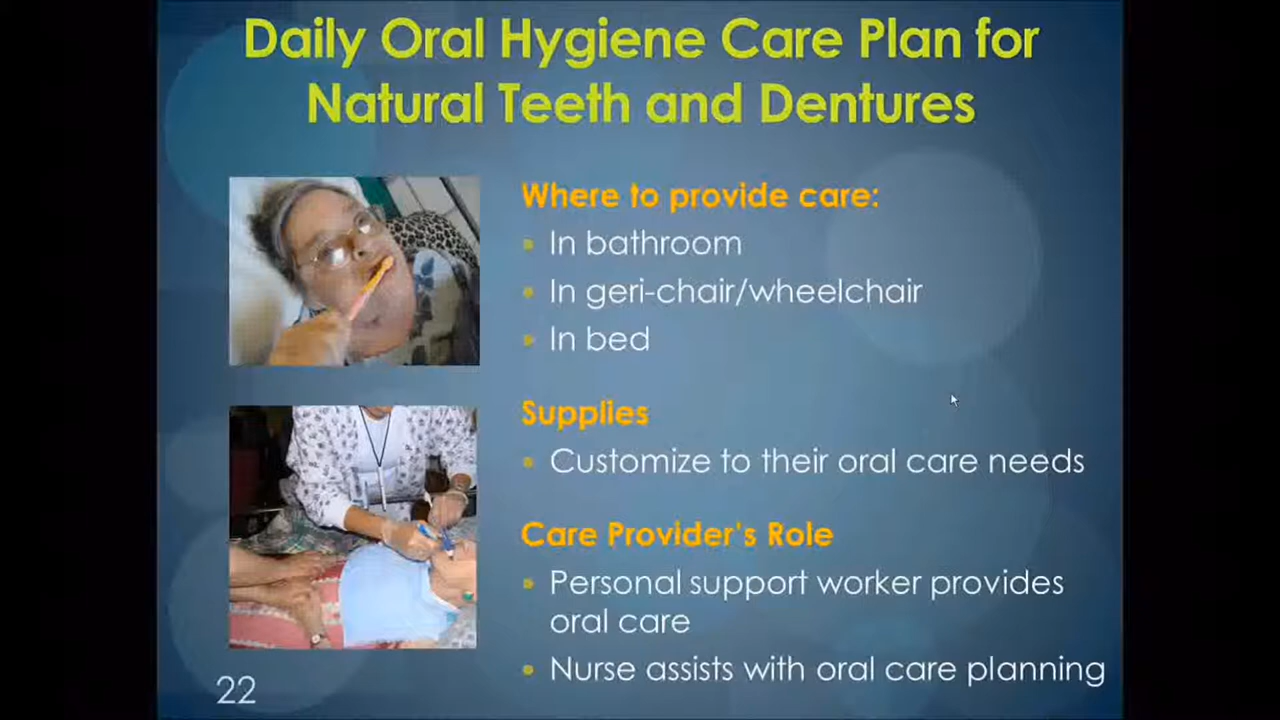 Daily Oral Hygiene Care Plan for
Natural Teeth and Dentures
Where to provide care:
In bathroom
In geri-chair/wheelchair
In bed
Supplies
Customize to their oral care needs
Care Provider's Role
Personal support worker provides
oral care
Nurse assists with oral care planning
22